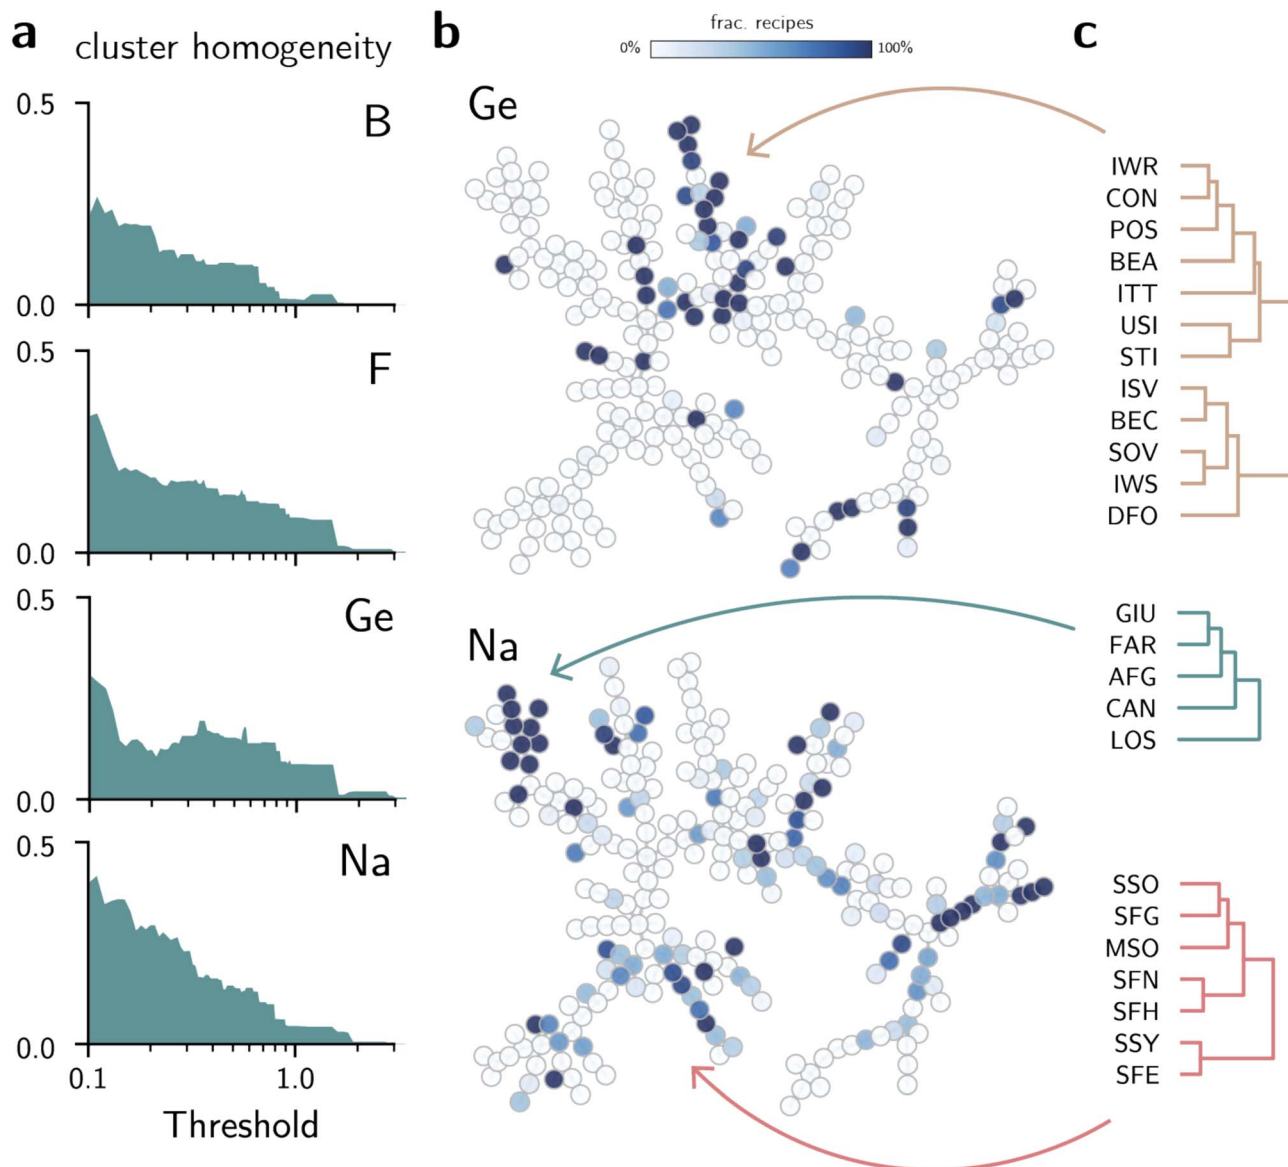 a
cluster homogeneity
0.5
B
0.0
0.5
F
0.0
0.5
Ge
0.0
0.5
Na
0.0
0.1
1.0
Threshold
b
frac. recipes
0%
100%
Ge
Na
c
IWR
CON
POS
BEA
ITT
USI
STI
ISV
BEC
SOV
IWS
DFO
GIU
FAR
AFG
CAN
LOS
SSO
SFG
MSO
SFN
SFH
SSY
SFE